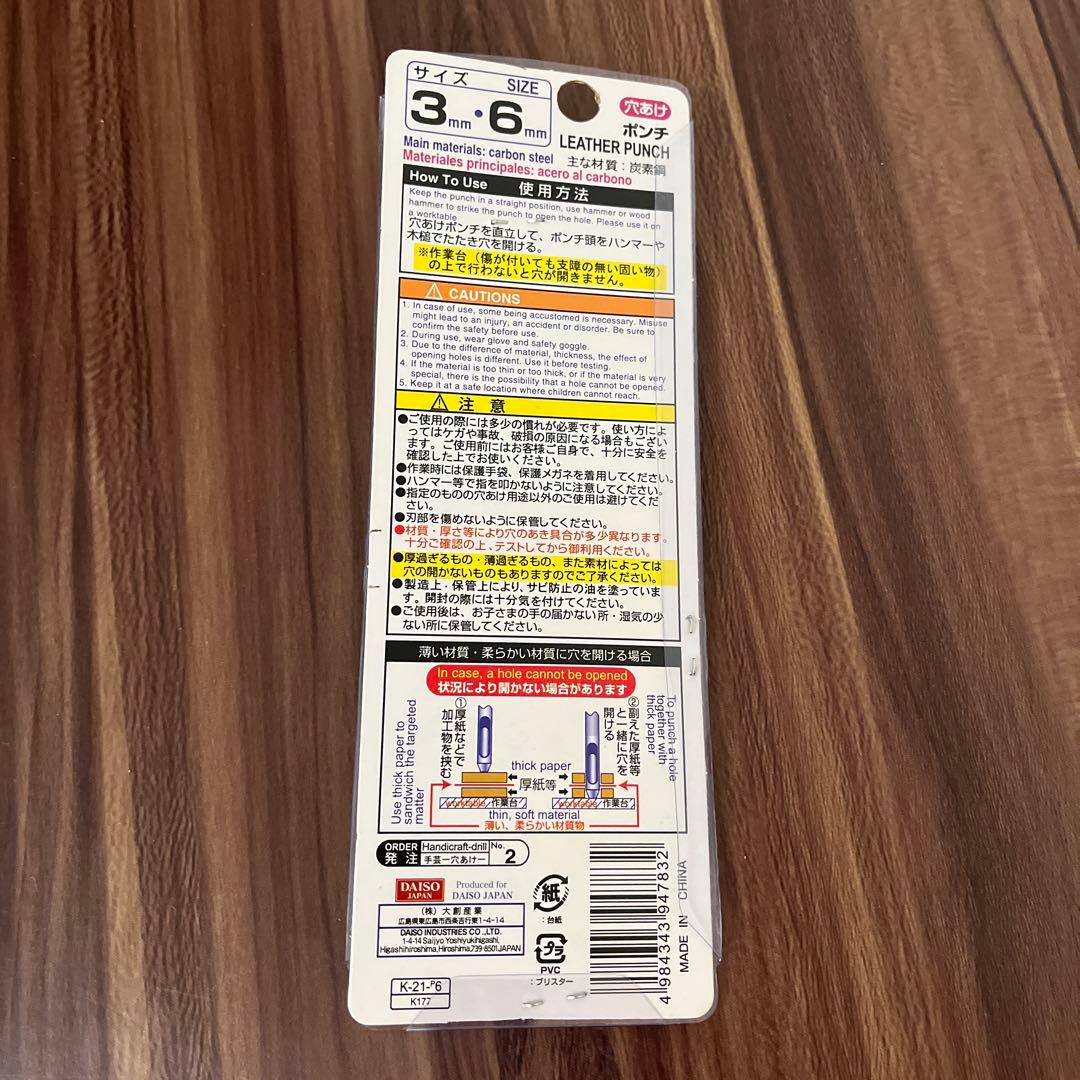 サイズ SIZE
3mm・6mm
穴あけ
ポンチ
LEATHER PUNCH
Main materials: carbon steel 主な材質：炭素鋼
Materiales principales: acero al carbono
How To Use 使用方法
Keep the punch in a straight position, use hammer or wood
hammer to strike the punch to open the hole. Please use it on
a worktable
穴あけポンチを直立して、ポンチ頭をハンマーや
木槌でたたき穴を開ける。
※作業台（傷が付いても支障の無い固い物）
の上で行わないと穴が開きません。
⚠ CAUTIONS
1. In case of use, some being accustomed is necessary. Misuse
might lead to an injury, an accident or disorder. Be sure to
confirm the safety before use.
2. During use, wear glove and safety goggle.
3. Due to the difference of material, thickness, the effect of
opening holes is different. Use it before testing.
4. If the material is too thin or too thick, or if the material is very
special, there is the possibility that a hole cannot be opened.
5. Keep it at a safe location where children cannot reach.
⚠ 注意
●ご使用の際には多少の慣れが必要です。使い方によ
ってはケガや事故、破損の原因になる場合もござい
ます。ご使用前にはお客様ご自身で、十分に安全を
確認した上でお使いください。
●作業時には保護手袋、保護メガネを着用してください。
●ハンマー等で指を叩かないように注意してください。
●指定のものの穴あけ用途以外のご使用は避けてくだ
さい。
●刃部を傷めないように保管してください。
●材質・厚さ等により穴のあき具合が多少異なります。
十分ご確認の上、テストしてから御利用ください。
●厚過ぎるもの・薄過ぎるもの、また素材によっては
穴の開かないものもありますのでご了承ください。
●製造上・保管上により、サビ防止の油を塗っていま
す。開封の際には十分気を付けてください。
●ご使用後は、お子さまの手の届かない所・湿気の少
ない所に保管してください。
薄い材質・柔らかい材質に穴を開ける場合
In case, a hole cannot be opened
状況により開かない場合があります
Use thick paper to
sandwich the targeted
matter
①厚紙などで
加工物を挟む
②副えた厚紙等
と一緒に穴を
開ける
To punch a hole
together with
thick paper
thick paper
厚紙等
worktable 作業台
worktable 作業台
thin, soft material
薄い、柔らかい材質物
ORDER
発注
Handicraft-drill
手芸ー穴あけー
No.
2
DAISO
JAPAN
Produced for
DAISO JAPAN
(株)大創産業
広島県東広島市西条吉行東1-4-14
DAISO INDUSTRIES CO.,LTD.
1-4-14 Saijyo Yoshiyukihigashi,
Higashihiroshima,Hiroshima,739-8501,JAPAN
紙
：台紙
プラ
PVC
：ブリスター
4984343947832
MADE IN CHINA
K-21-P6
K177